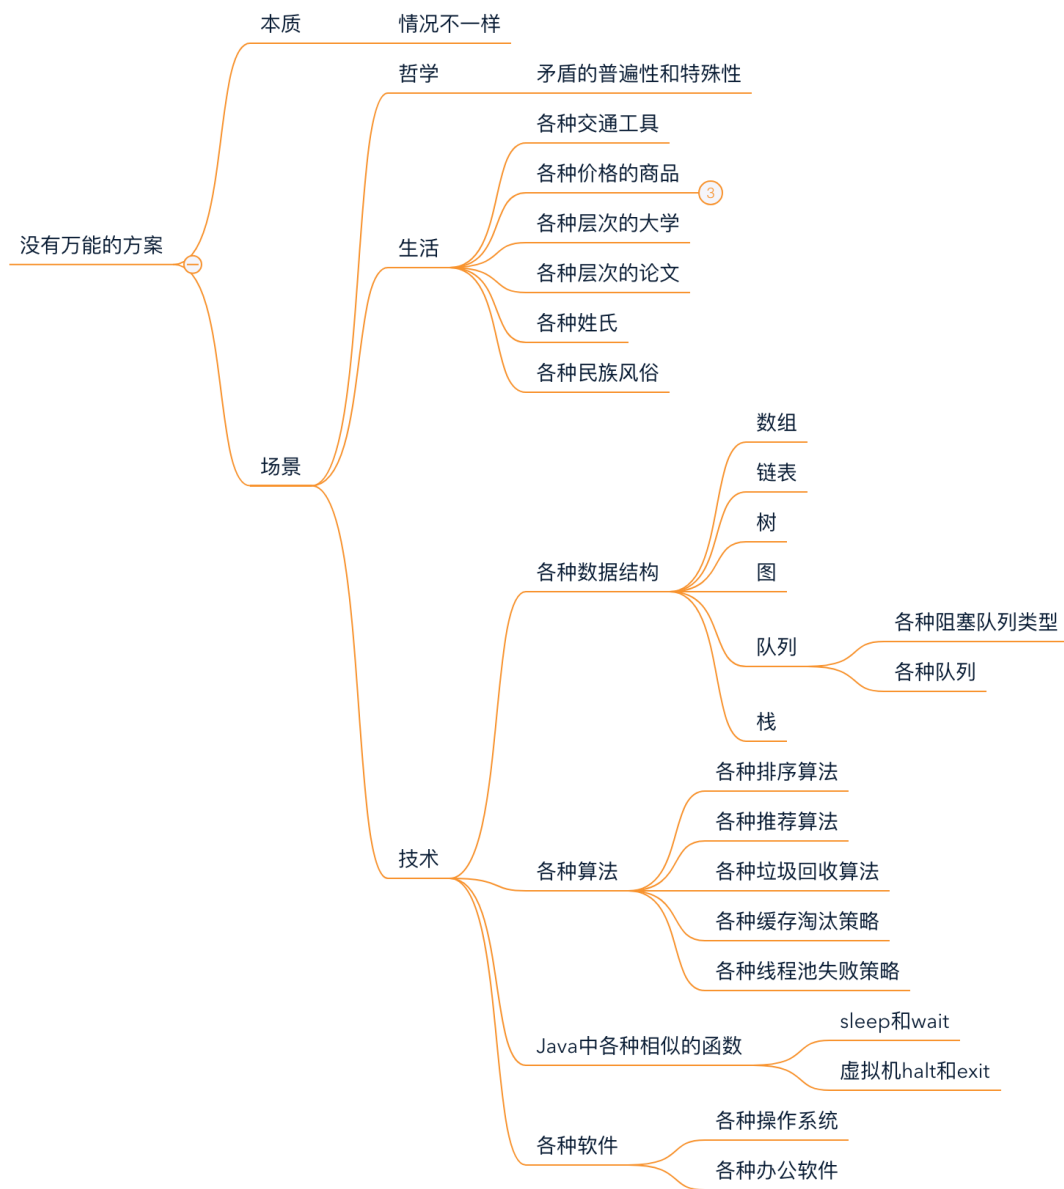 没有万能的方案
本质
情况不一样
场景
哲学
矛盾的普遍性和特殊性
生活
各种交通工具
各种价格的商品
3
各种层次的大学
各种层次的论文
各种姓氏
各种民族风俗
技术
各种数据结构
数组
链表
树
图
队列
各种阻塞队列类型
各种队列
栈
各种算法
各种排序算法
各种推荐算法
各种垃圾回收算法
各种缓存淘汰策略
各种线程池失败策略
Java中各种相似的函数
sleep和wait
虚拟机halt和exit
各种软件
各种操作系统
各种办公软件